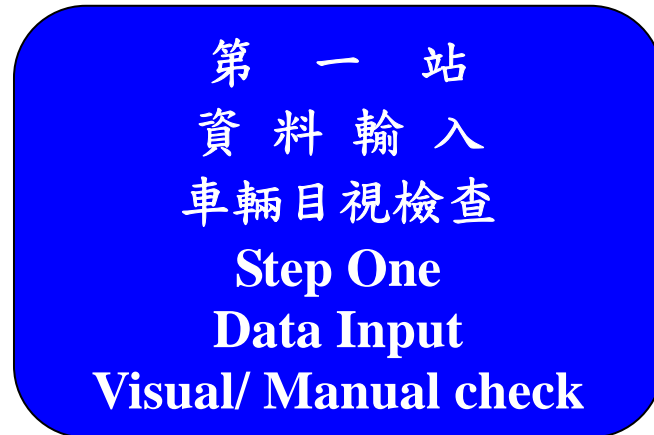 第 一 站
資 料 輸 入
車輛目視檢查
Step One
Data Input
Visual/ Manual check